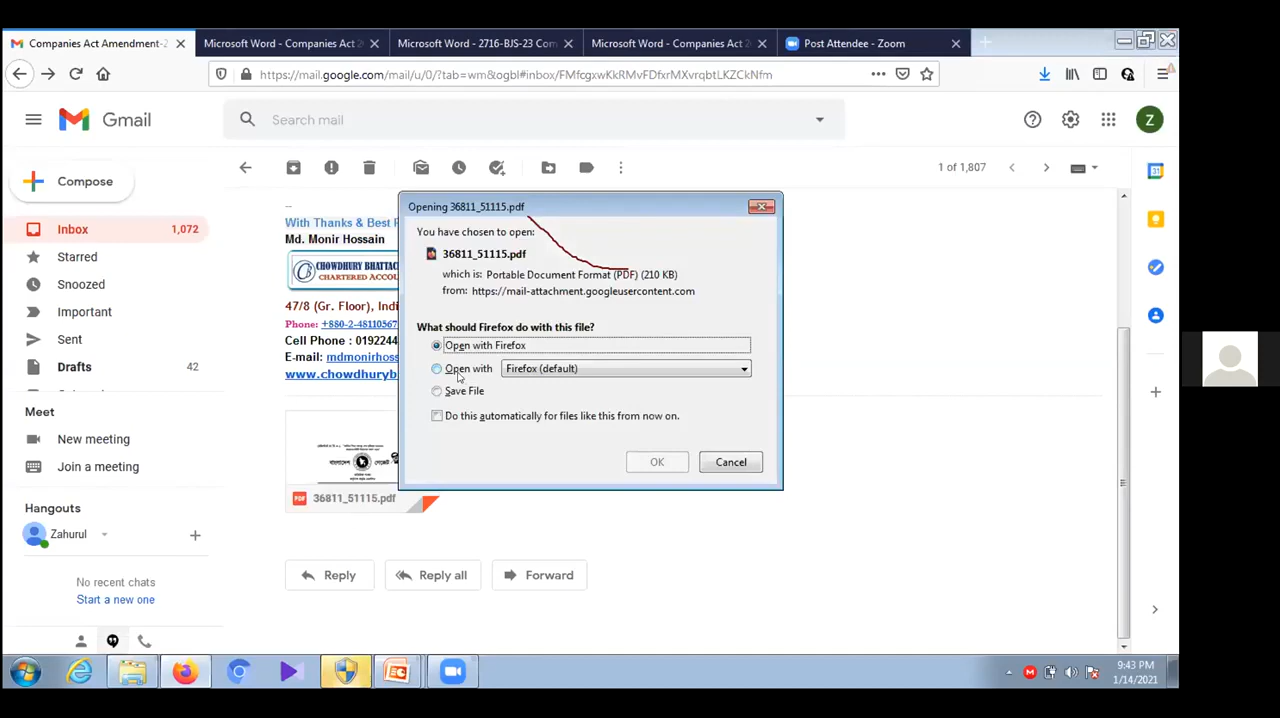 Companies Act Amendment-2
Microsoft Word - Companies Act 2
Microsoft Word - 2716-BJS-23 Com
Microsoft Word - Companies Act 2
Post Attendee - Zoom
https://mail.google.com/mail/u/0/?tab=wm&ogbl#inbox/FMfcgxwKkRMvFDfxrMXvrqbtLKZCkNfm
Gmail
Search mail
Z
Compose
1 of 1,807
Inbox 1,072
Starred
Snoozed
Important
Sent
Drafts 42
Meet
New meeting
Join a meeting
Hangouts
Zahurul
No recent chats
Start a new one
--
With Thanks & Best
Md. Monir Hossain
CHOWDHURY BHATTAC
CHARTERED ACCOU
47/8 (Gr. Floor), Indi
Phone: +880-2-48110567
Cell Phone : 019224
E-mail: mdmonirhoss
www.chowdhuryb
বাংলাদেশ
PDF 36811_51115.pdf
Reply
Reply all
Forward
Opening 36811_51115.pdf
You have chosen to open:
36811_51115.pdf
which is: Portable Document Format (PDF) (210 KB)
from: https://mail-attachment.googleusercontent.com
What should Firefox do with this file?
Open with Firefox
Open with Firefox (default)
Save File
Do this automatically for files like this from now on.
OK
Cancel
9:43 PM
1/14/2021